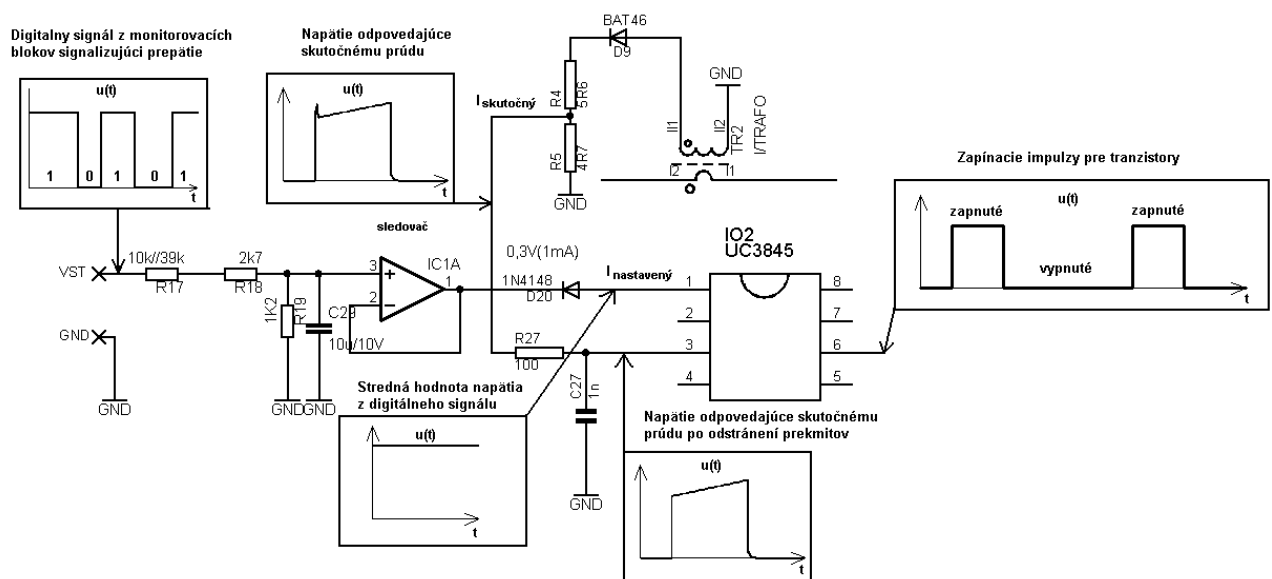 Digitalny signál z monitorovacích
blokov signalizujúci prepätie
u(t)
1 0 1 0 1
t
Napätie odpovedajúce
skutočnému prúdu
u(t)
t
I skutočný
BAT46
D9
R4
5R6
R5
4R7
GND
GND
II1
II2
TR2
I/TRAFO
I2
I1
Zapínacie impulzy pre tranzistory
u(t)
zapnuté
zapnuté
vypnuté
t
VST
10k//39k
R17
2k7
R18
1K2
R19
C29
10u/10V
GND
GND
GND
GND
sledovač
3
2
1
IC1A
0,3V(1mA)
1N4148
D20
I nastavený
IO2
UC3845
1
2
3
4
8
7
6
5
R27
100
C27
1n
GND
Stredná hodnota napätia
z digitálneho signálu
u(t)
t
Napätie odpovedajúce skutočnému
prúdu po odstránení prekmitov
u(t)
t